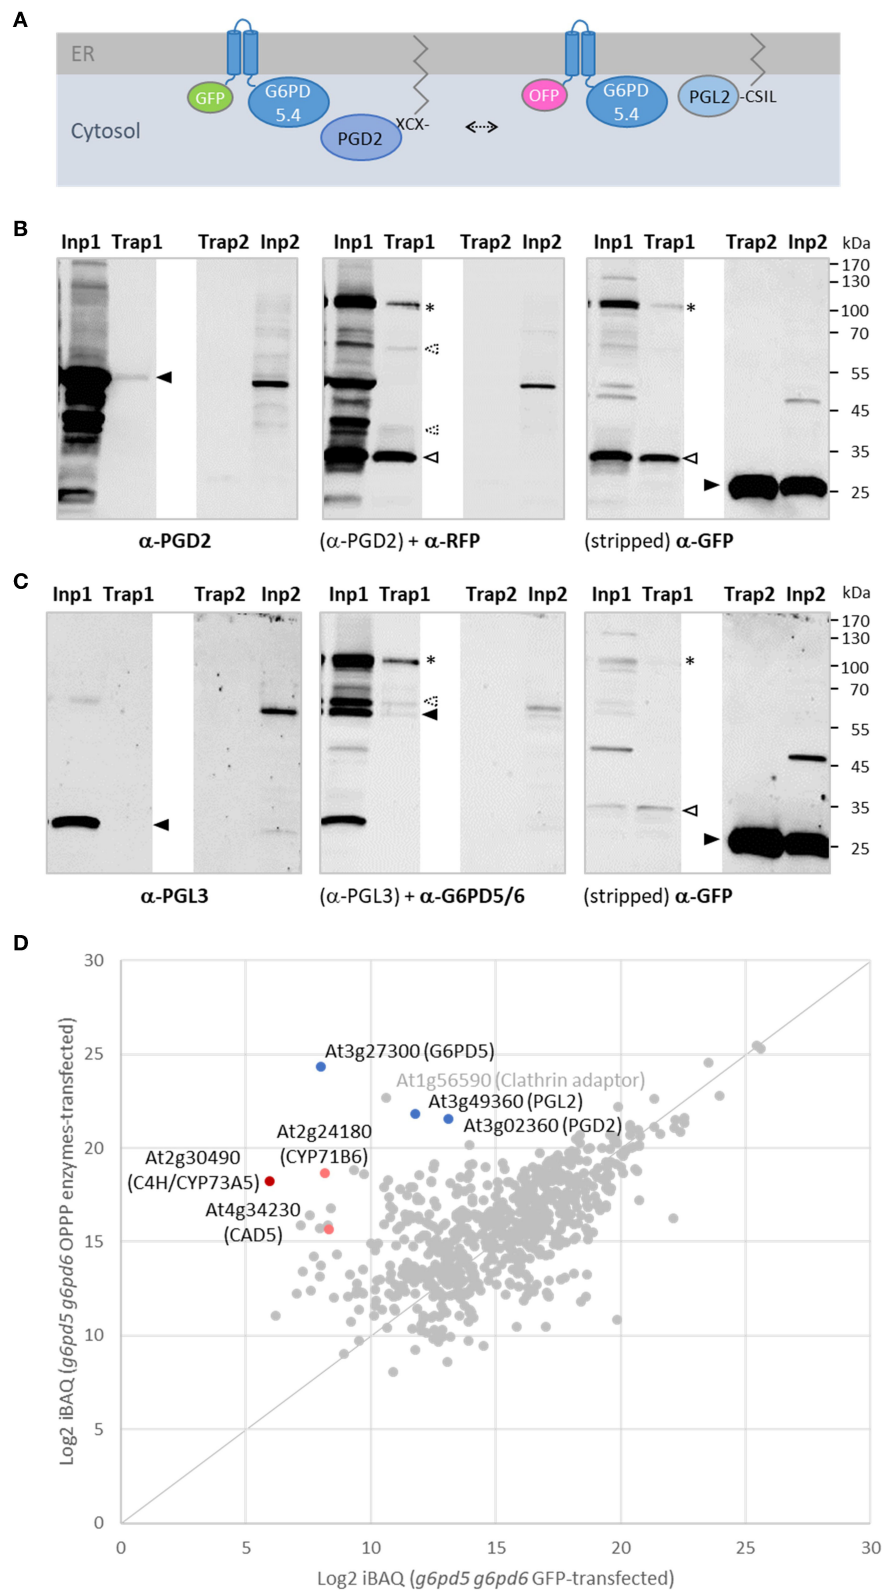 A
ER
GFP
G6PD
5.4
OFP
G6PD
5.4
PGL2
-CSIL
Cytosol
PGD2
XCX-
B
Inp1 Trap1 Trap2 Inp2
Inp1 Trap1 Trap2 Inp2
Inp1 Trap1 Trap2 Inp2
kDa
170
130
100
70
55
45
35
25
*
*
α-PGD2
(α-PGD2) + α-RFP
(stripped) α-GFP
C
Inp1 Trap1 Trap2 Inp2
Inp1 Trap1 Trap2 Inp2
Inp1 Trap1 Trap2 Inp2
kDa
170
130
100
70
55
45
35
25
*
*
α-PGL3
(α-PGL3) + α-G6PD5/6
(stripped) α-GFP
D
30
25
20
15
10
5
0
Log2 iBAQ (g6pd5 g6pd6 OPPP enzymes-transfected)
At3g27300 (G6PD5)
At1g56590 (Clathrin adaptor)
At3g49360 (PGL2)
At3g02360 (PGD2)
At2g24180
(CYP71B6)
At2g30490
(C4H/CYP73A5)
At4g34230
(CAD5)
0 5 10 15 20 25 30
Log2 iBAQ (g6pd5 g6pd6 GFP-transfected)